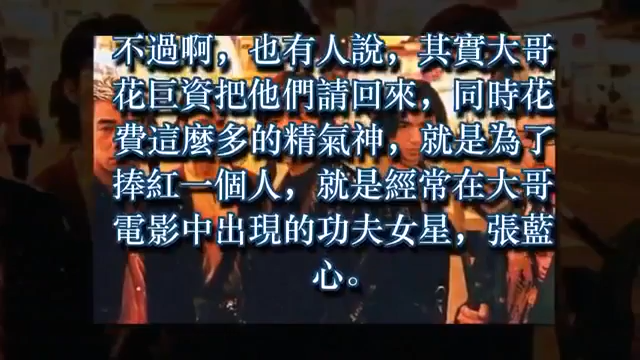 不過啊，也有人說，其實大哥
花巨資把他們請回來，同時花
費這麼多的精氣神，就是為了
捧紅一個人，就是經常在大哥
電影中出現的功夫女星，張藍
心。